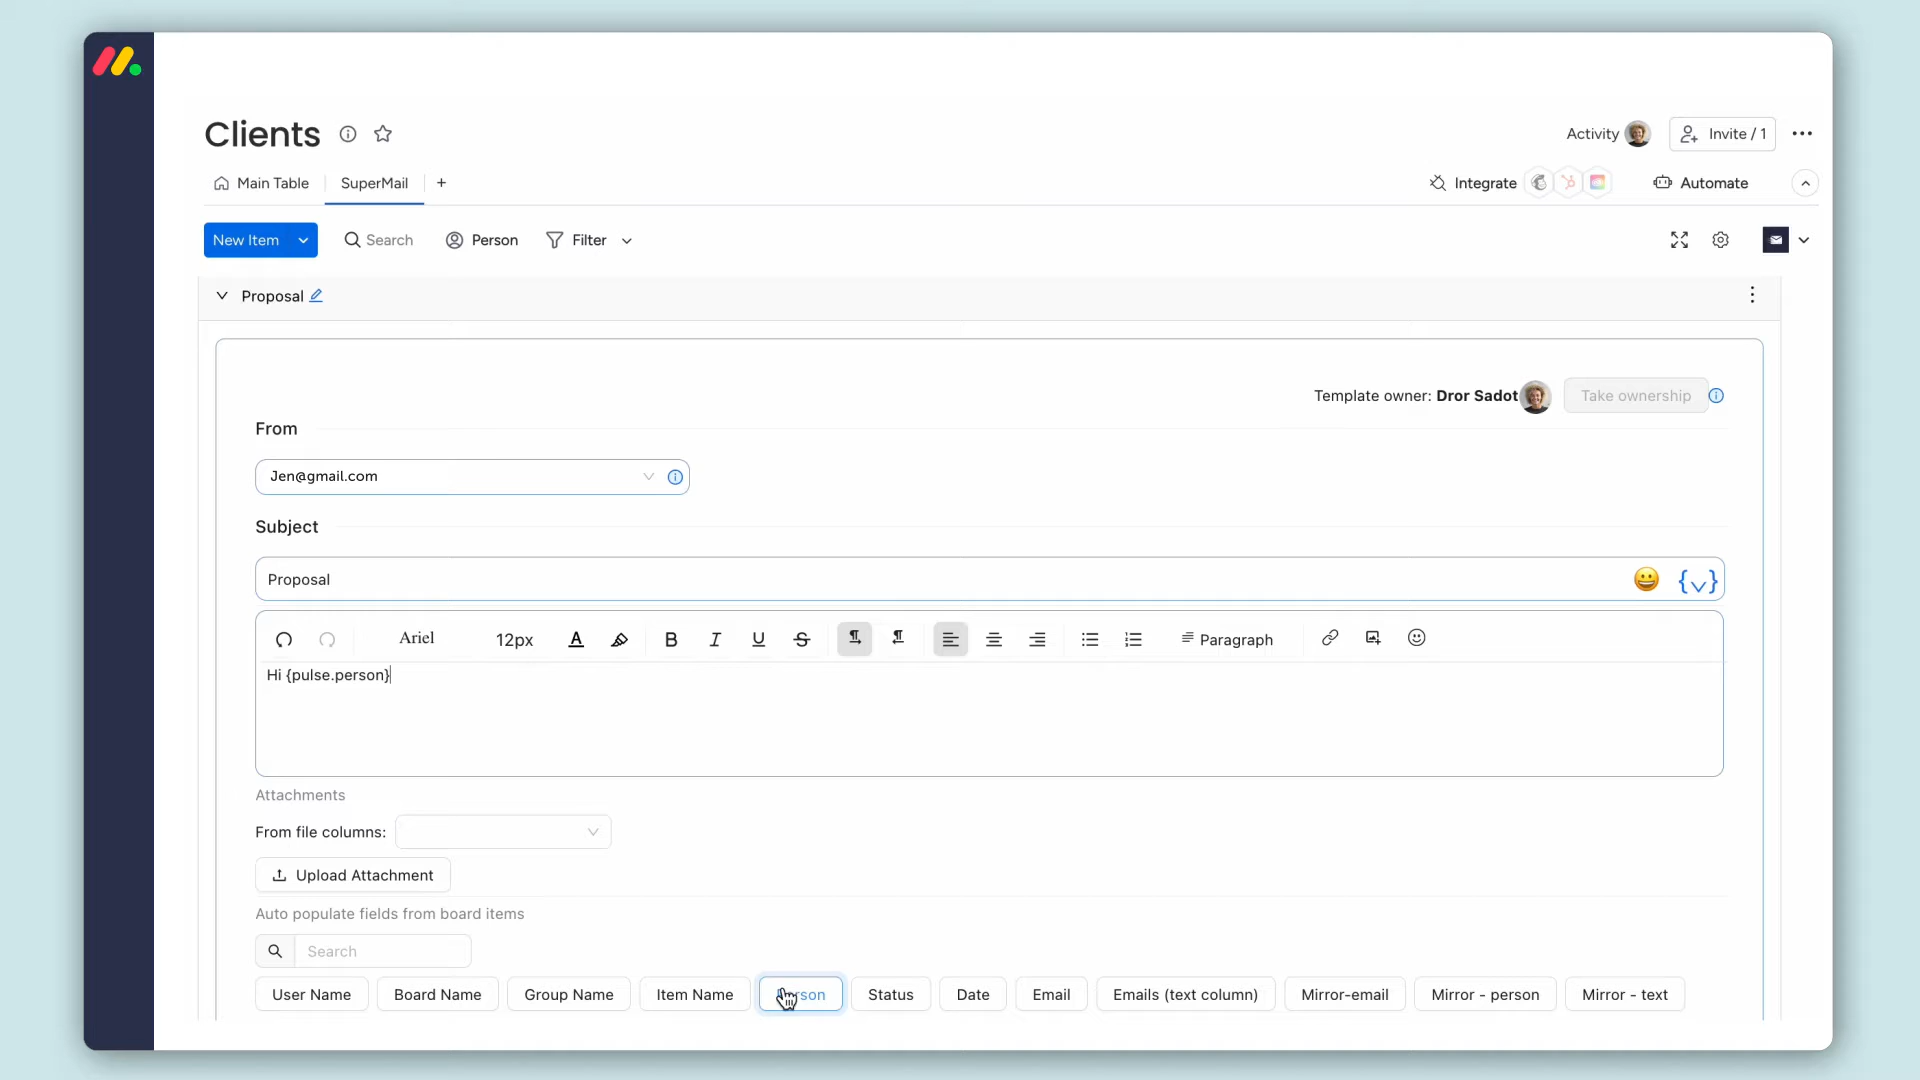 Clients
Activity
Invite / 1
Main Table
SuperMail
+
Integrate
Automate
New Item
Search
Person
Filter
Proposal
Template owner: Dror Sadot
Take ownership
From
Jen@gmail.com
Subject
Proposal
Ariel
12px
A
B
I
U
S
Paragraph
Hi {pulse.person}
Attachments
From file columns:
Upload Attachment
Auto populate fields from board items
Search
User Name
Board Name
Group Name
Item Name
Person
Status
Date
Email
Emails (text column)
Mirror-email
Mirror - person
Mirror - text